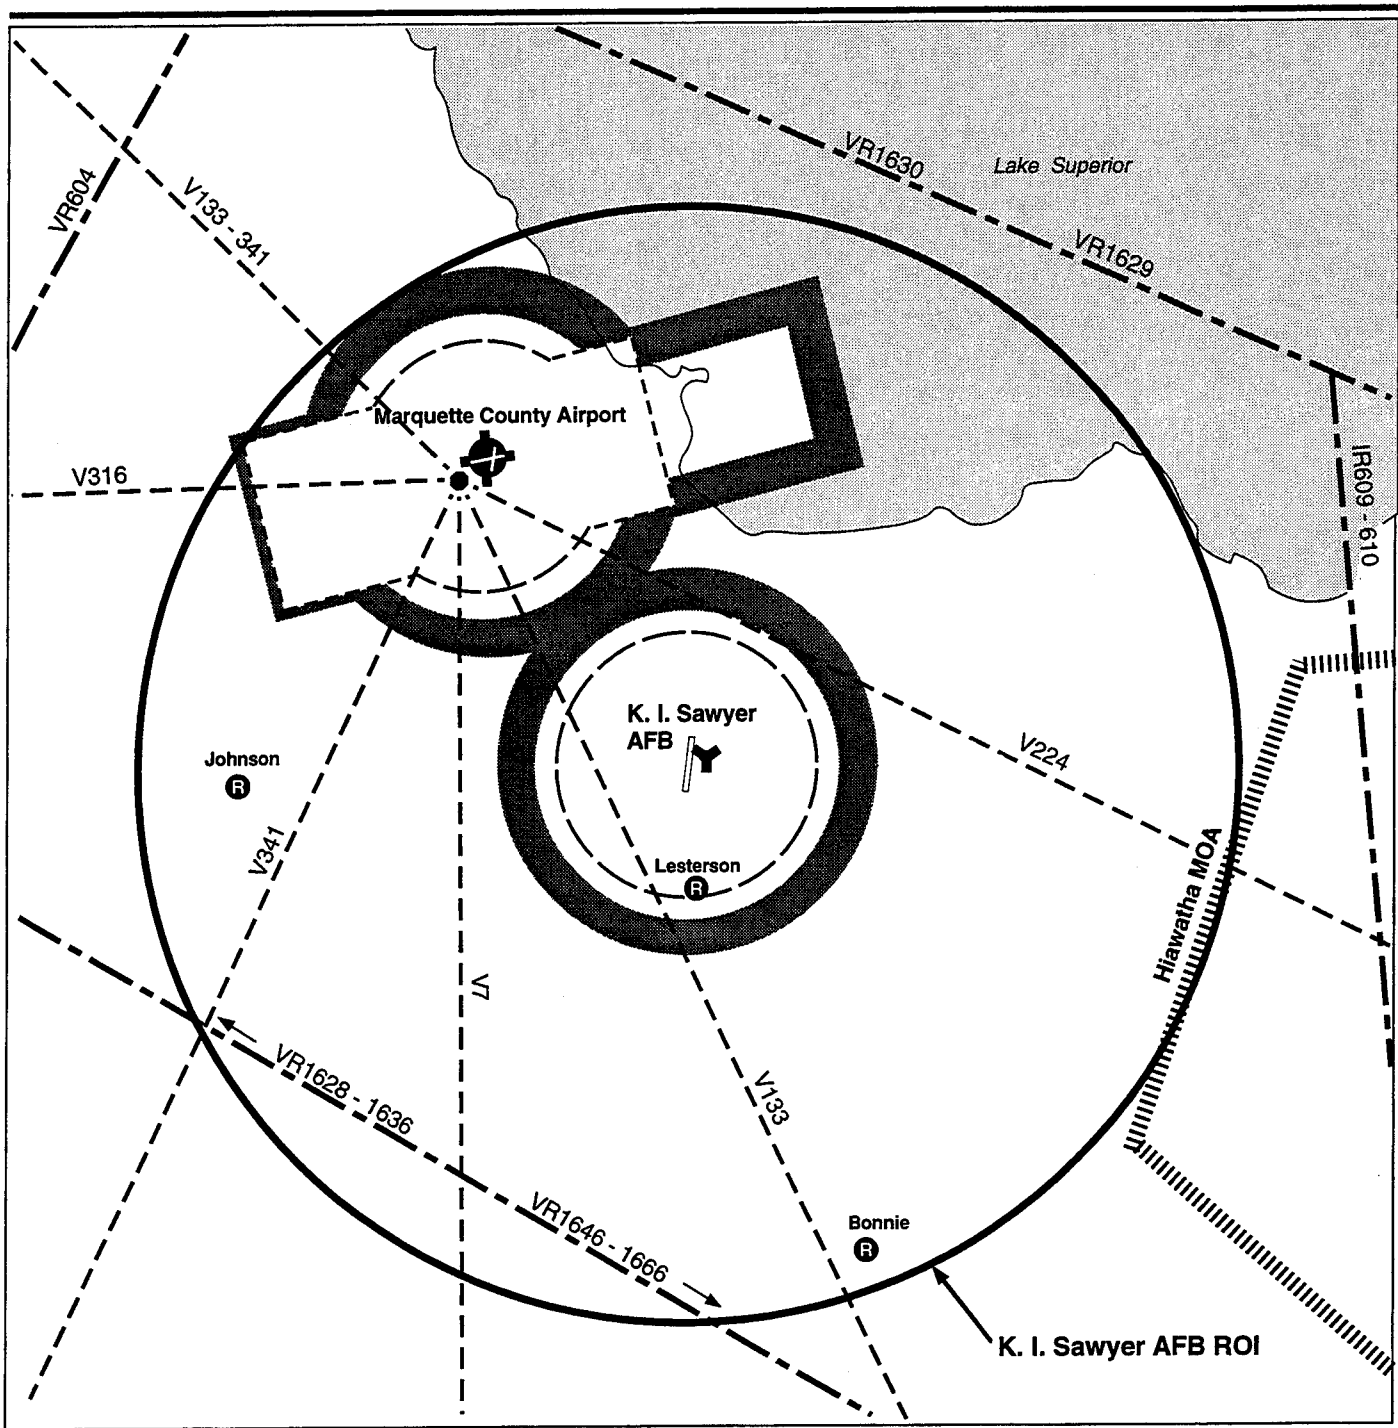 VR1630
Lake Superior
VR604
V133 - 341
VR1629
Marquette County Airport
V316
IR609 - 610
K. I. Sawyer
AFB
Johnson
R
V224
V341
Lesterson
R
Hiawatha MOA
V7
VR1628 - 1636
V133
VR1646 - 1666
Bonnie
R
K. I. Sawyer AFB ROI